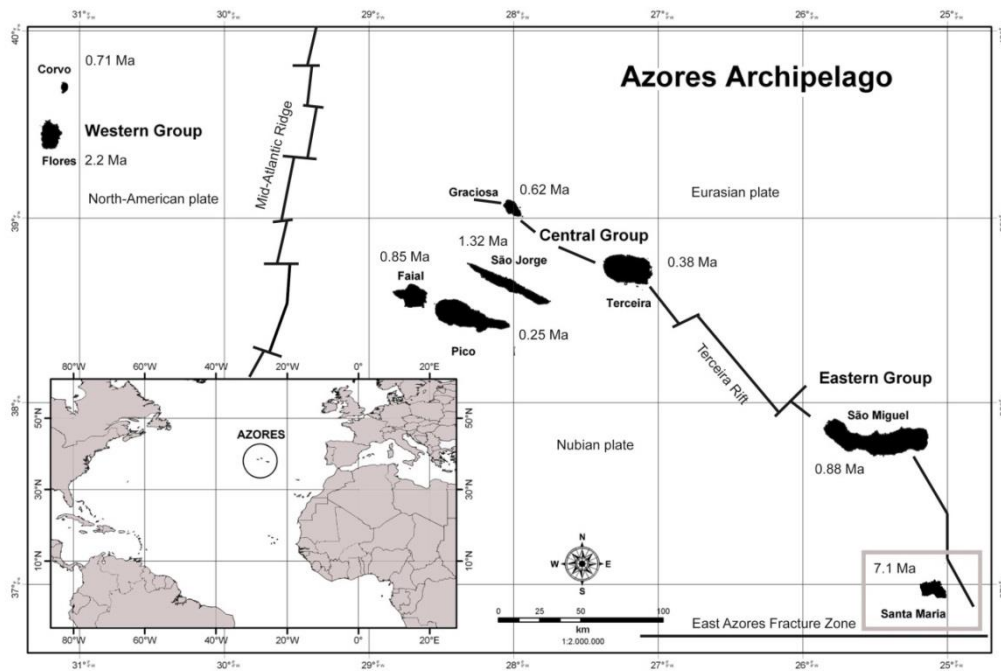 31°
30°
29°
28°
27°
26°
25°
40°
Azores Archipelago
0.71 Ma
Corvo
Western Group
Flores
2.2 Ma
North-American plate
Mid-Atlantic Ridge
Graciosa
0.62 Ma
Eurasian plate
39°
Central Group
1.32 Ma
São Jorge
0.85 Ma
Faial
0.38 Ma
Terceira
0.25 Ma
Pico
Terceira Rift
Eastern Group
38°
São Miguel
Nubian plate
0.88 Ma
80°W
60°W
40°W
20°W
0°
20°E
50°N
50°N
AZORES
30°N
30°N
10°N
10°N
80°W
60°W
40°W
20°W
0°
20°E
N
W
E
S
0
25
50
100
km
1:2.000.000
37°
7.1 Ma
Santa Maria
East Azores Fracture Zone
31°
30°
29°
28°
27°
26°
25°